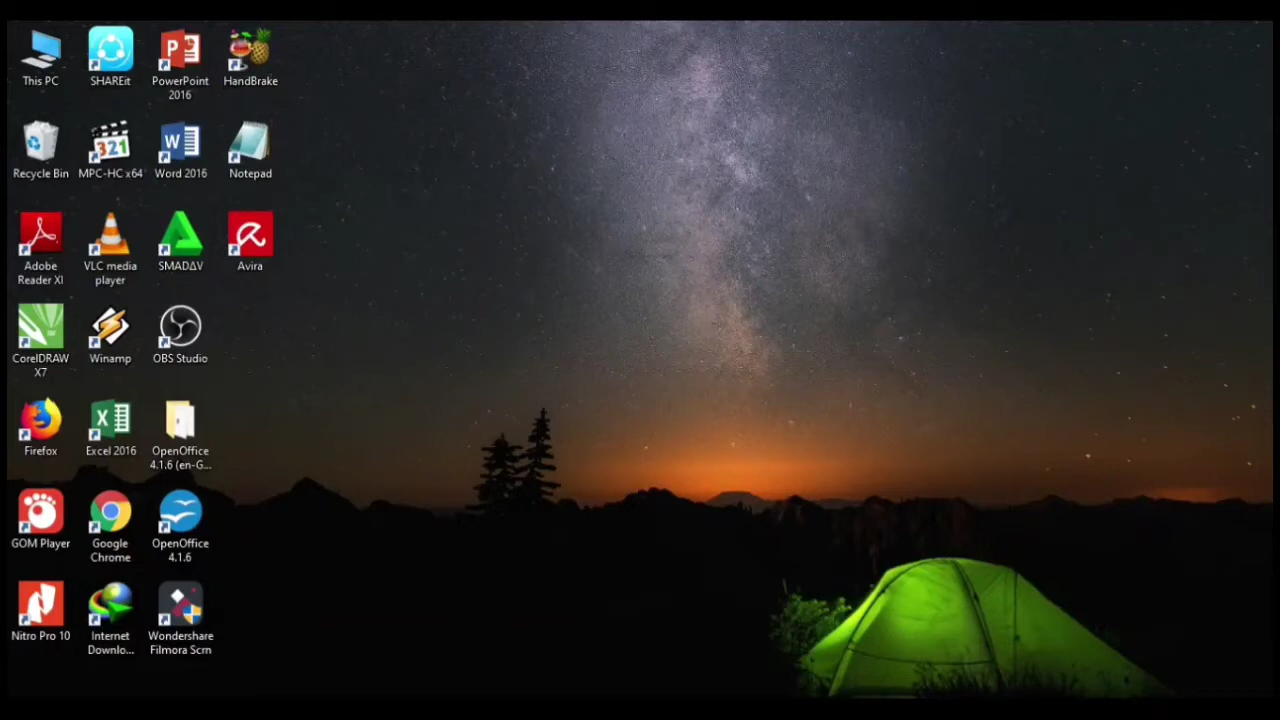 This PC
SHAREit
PowerPoint
2016
HandBrake
Recycle Bin
321
MPC-HC x64
W
Word 2016
Notepad
Adobe
Reader XI
VLC media
player
SMADΔV
Avira
CorelDRAW
X7
Winamp
OBS Studio
Firefox
X
Excel 2016
OpenOffice
4.1.6 (en-G...
GOM Player
Google
Chrome
OpenOffice
4.1.6
Nitro Pro 10
Internet
Downlo...
Wondershare
Filmora Scrn